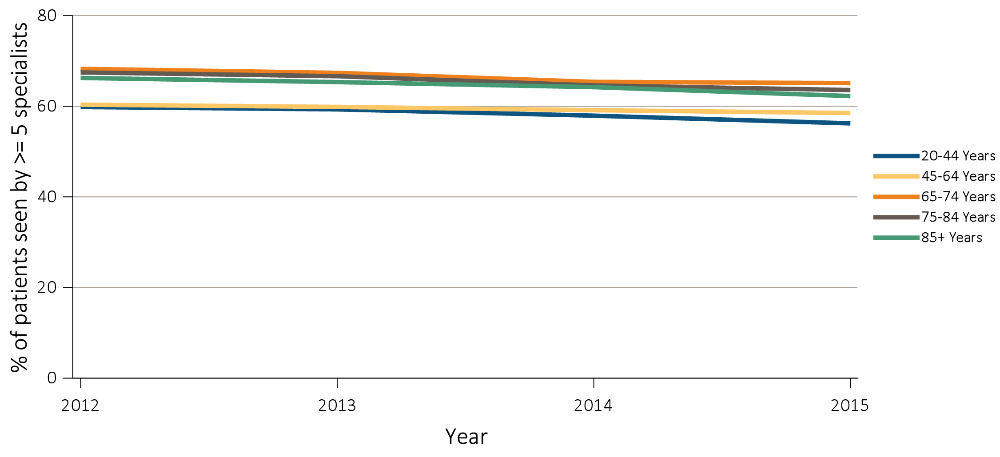 % of patients seen by >= 5 specialists
80
60
40
20
0
2012
2013
2014
2015
Year
20-44 Years
45-64 Years
65-74 Years
75-84 Years
85+ Years